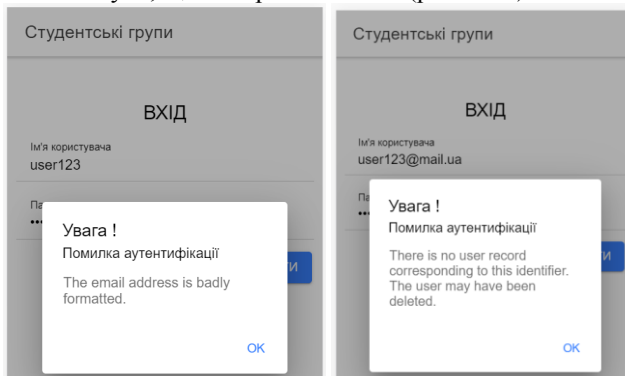 Студентські групи
ВХІД
Ім'я користувача
user123
Па
Увага !
Помилка аутентифікації
The email address is badly
formatted.
И
OK
Студентські групи
ВХІД
Ім'я користувача
user123@mail.ua
Па
Увага !
Помилка аутентифікації
There is no user record
corresponding to this identifier.
The user may have been
deleted.
И
OK